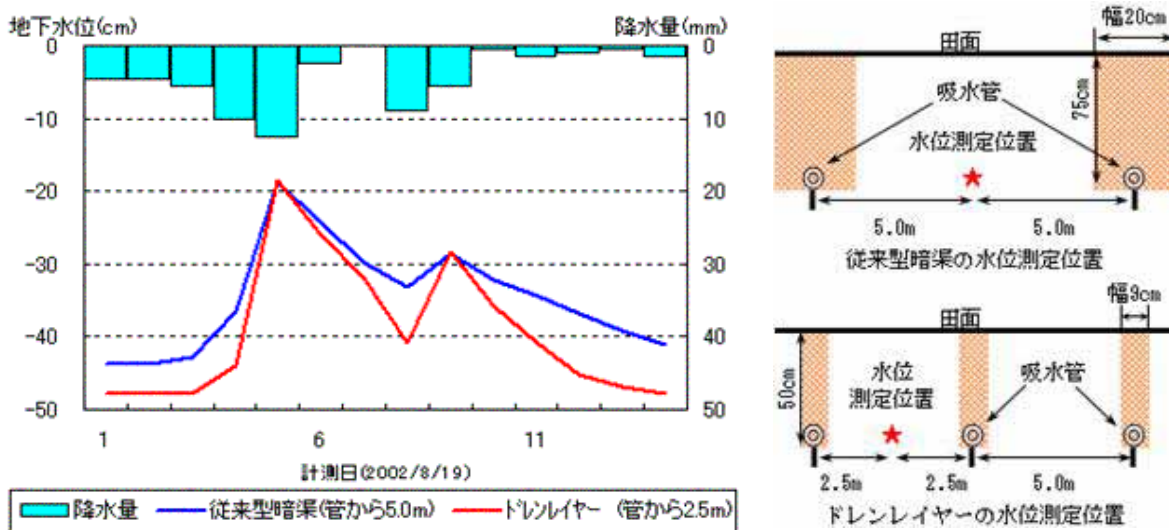 地下水位(cm)
降水量(mm)
-0
-10
-20
-30
-40
-50
0
10
20
30
40
50
1
6
11
計測日(2002/8/19)
降水量
従来型暗渠(管から5.0m)
ドレンレイヤー (管から2.5m)
幅20cm
田面
吸水管
75cm
水位測定位置
5.0m
5.0m
従来型暗渠の水位測定位置
幅9cm
田面
50cm
水位
測定位置
吸水管
2.5m
2.5m
5.0m
ドレンレイヤーの水位測定位置